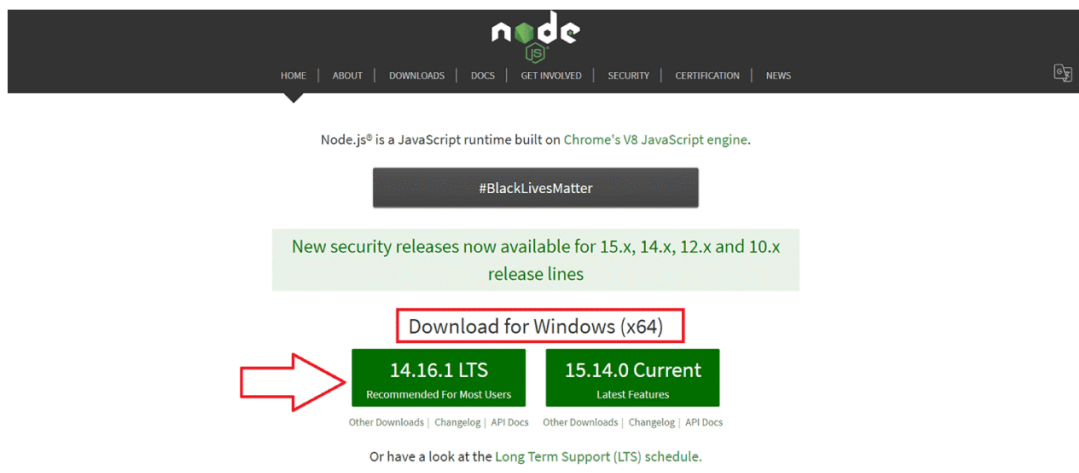 node
JS
HOME | ABOUT | DOWNLOADS | DOCS | GET INVOLVED | SECURITY | CERTIFICATION | NEWS
Node.js® is a JavaScript runtime built on Chrome's V8 JavaScript engine.
#BlackLivesMatter
New security releases now available for 15.x, 14.x, 12.x and 10.x
release lines
Download for Windows (x64)
14.16.1 LTS
Recommended For Most Users
15.14.0 Current
Latest Features
Other Downloads | Changelog | API Docs
Other Downloads | Changelog | API Docs
Or have a look at the Long Term Support (LTS) schedule.